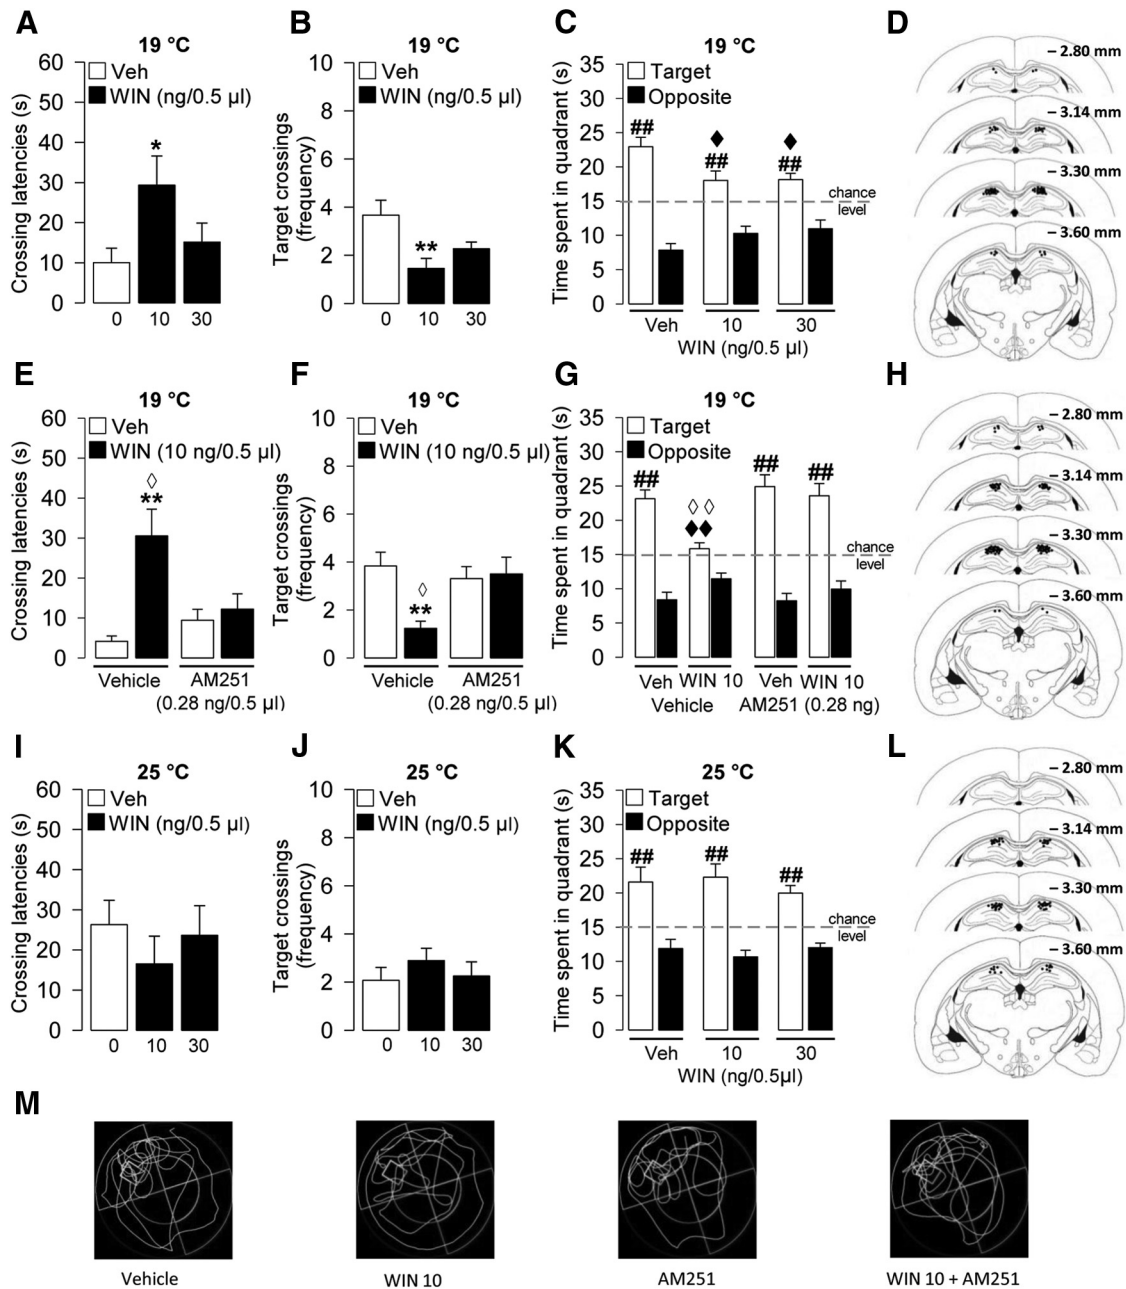 A
19 °C
60
50
40
30
20
10
0
Crossing latencies (s)
Veh
WIN (ng/0.5 µl)
*
0 10 30
B
19 °C
10
8
6
4
2
0
Target crossings
(frequency)
Veh
WIN (ng/0.5 µl)
**
0 10 30
C
19 °C
35
30
25
20
15
10
5
0
Time spent in quadrant (s)
Target
Opposite
## ## ##
chance
level
Veh 10 30
WIN (ng/0.5 µl)
D
– 2.80 mm
– 3.14 mm
– 3.30 mm
– 3.60 mm
E
19 °C
60
50
40
30
20
10
0
Crossing latencies (s)
Veh
WIN (10 ng/0.5 µl)
◊
**
Vehicle AM251
(0.28 ng/0.5 µl)
F
19 °C
10
8
6
4
2
0
Target crossings
(frequency)
Veh
WIN (10 ng/0.5 µl)
◊
**
Vehicle AM251
(0.28 ng/0.5 µl)
G
19 °C
35
30
25
20
15
10
5
0
Time spent in quadrant (s)
Target
Opposite
## ## ##
chance
level
Veh WIN 10 Veh WIN 10
Vehicle AM251 (0.28 ng)
H
– 2.80 mm
– 3.14 mm
– 3.30 mm
– 3.60 mm
I
25 °C
60
50
40
30
20
10
0
Crossing latencies (s)
Veh
WIN (ng/0.5 µl)
0 10 30
J
25 °C
10
8
6
4
2
0
Target crossings
(frequency)
Veh
WIN (ng/0.5 µl)
0 10 30
K
25 °C
35
30
25
20
15
10
5
0
Time spent in quadrant (s)
Target
Opposite
## ## ##
chance
level
Veh 10 30
WIN (ng/0.5µl)
L
– 2.80 mm
– 3.14 mm
– 3.30 mm
– 3.60 mm
M
Vehicle
WIN 10
AM251
WIN 10 + AM251